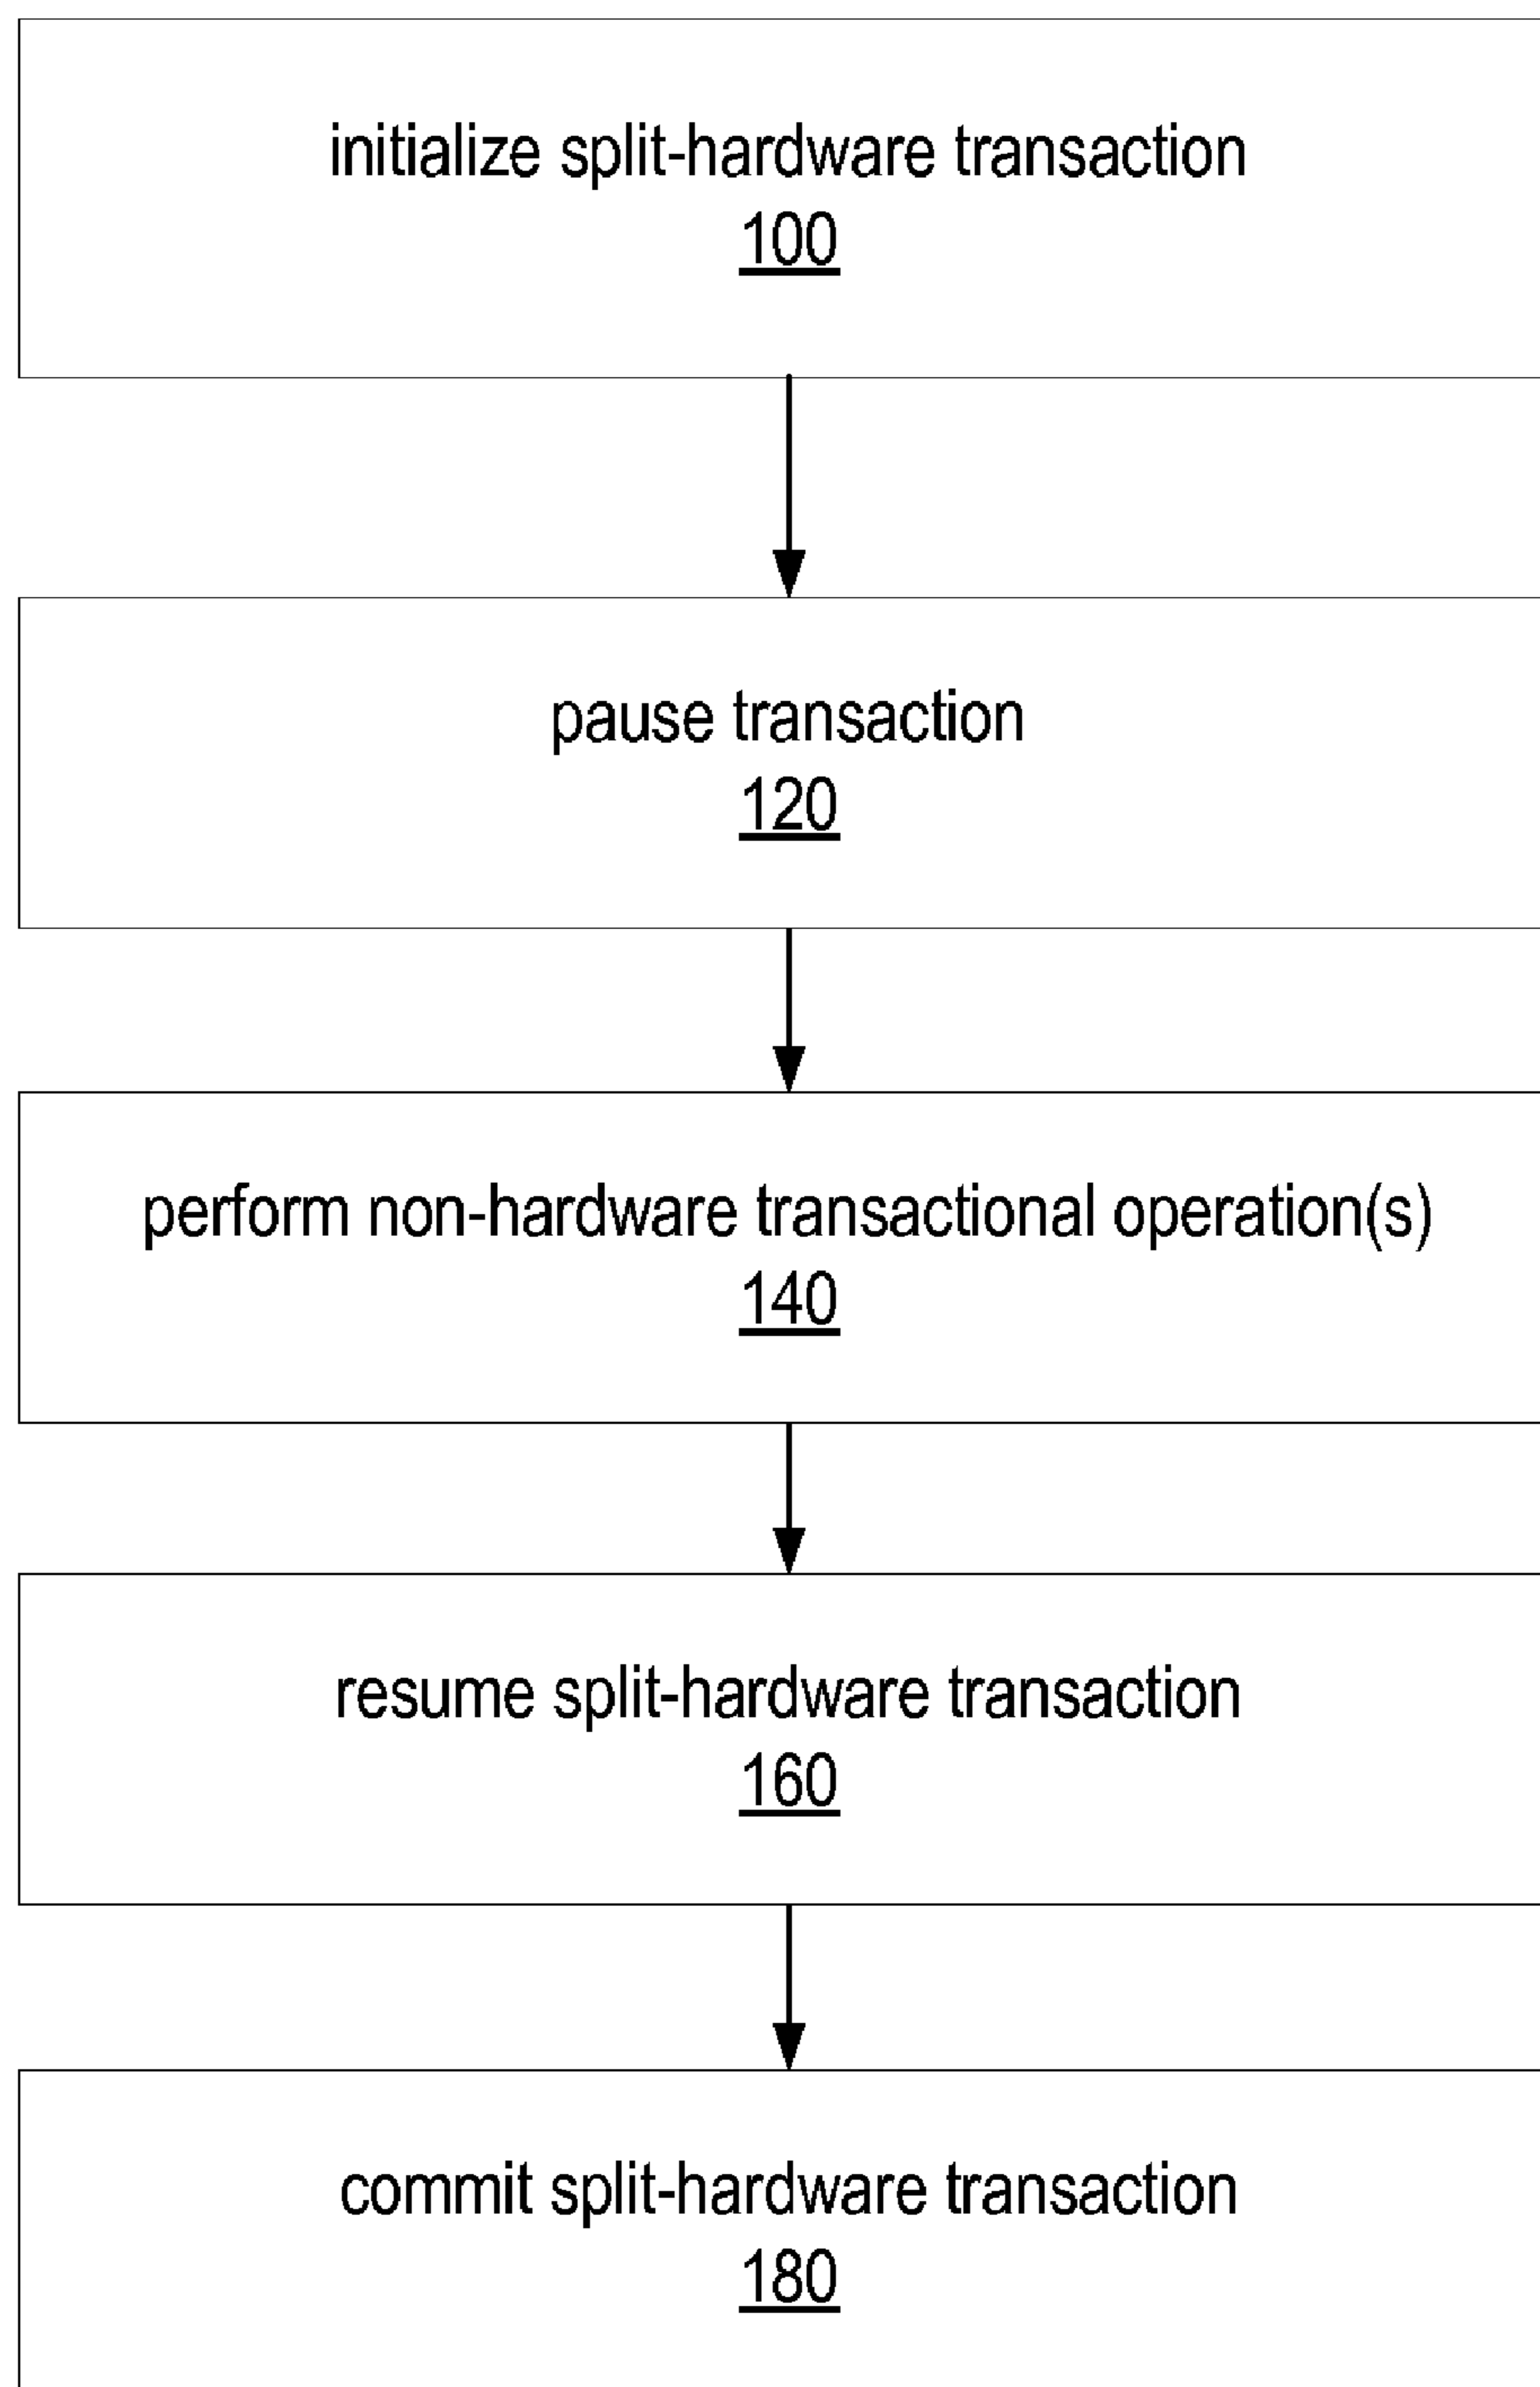 initialize split-hardware transaction
100
pause transaction
120
perform non-hardware transactional operation(s)
140
resume split-hardware transaction
160
commit split-hardware transaction
180